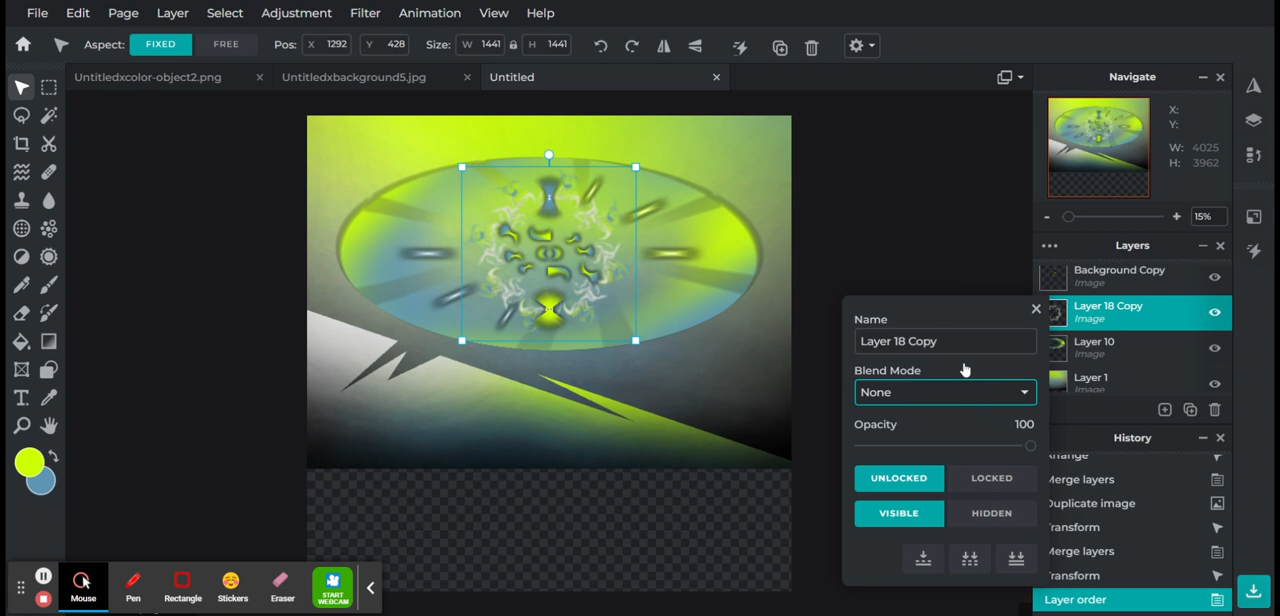 File Edit Page Layer Select Adjustment Filter Animation View Help
Aspect: FIXED FREE Pos: X 1292 Y 428 Size: W 1441 H 1441
Untitledxcolor-object2.png Untitledxbackground5.jpg Untitled
Navigate
X:
Y:
W: 4025
H: 3962
15%
Layers
Background Copy
Image
Layer 18 Copy
Image
Layer 10
Image
Layer 1
Image
Name
Layer 18 Copy
Blend Mode
None
Opacity 100
UNLOCKED LOCKED
VISIBLE HIDDEN
History
Merge layers
Duplicate image
Transform
Merge layers
Transform
Layer order
Mouse Pen Rectangle Stickers Eraser START WEBCAM